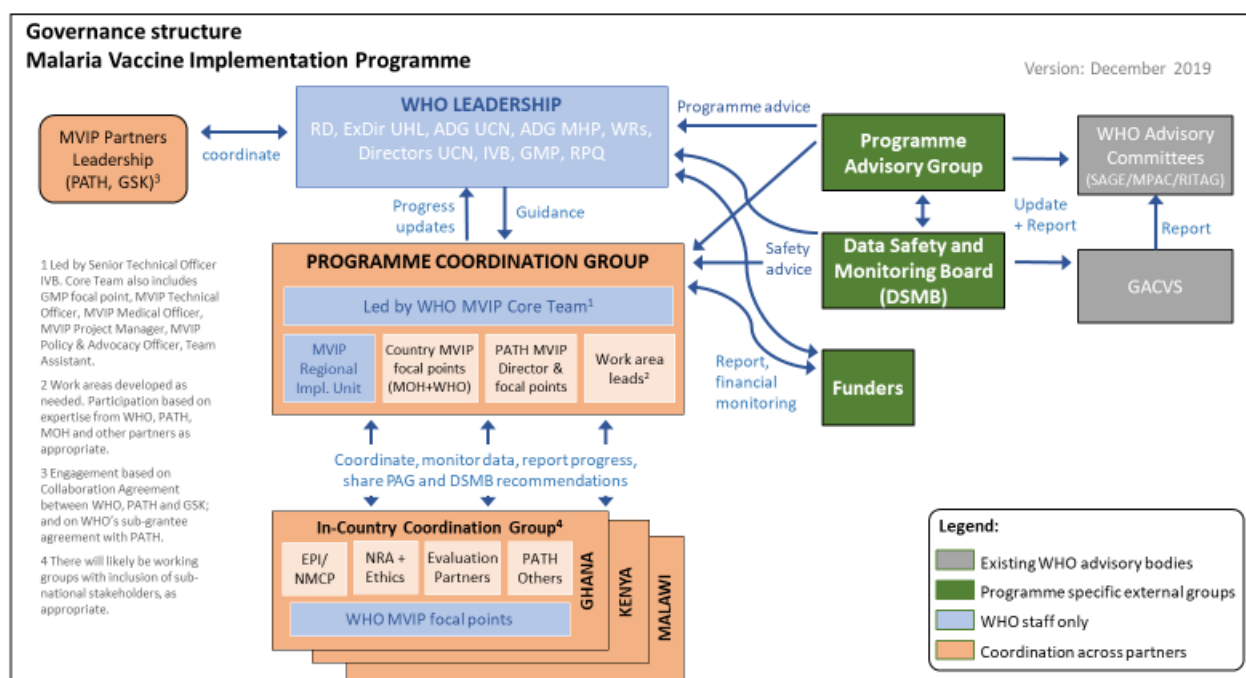 Governance structure
Malaria Vaccine Implementation Programme
Version: December 2019
MVIP Partners
Leadership
(PATH, GSK)3
coordinate
WHO LEADERSHIP
RD, ExDir UHL, ADG UCN, ADG MHP, WRs,
Directors UCN, IVB, GMP, RPQ
Programme advice
Programme
Advisory Group
WHO Advisory
Committees
(SAGE/MPAC/RITAG)
Progress
updates
Guidance
Update
+ Report
Report
Safety
advice
Data Safety and
Monitoring Board
(DSMB)
GACVS
PROGRAMME COORDINATION GROUP
Led by WHO MVIP Core Team1
MVIP
Regional
Impl. Unit
Country MVIP
focal points
(MOH+WHO)
PATH MVIP
Director &
focal points
Work area
leads2
Report,
financial
monitoring
Funders
1 Led by Senior Technical Officer
IVB. Core Team also includes
GMP focal point, MVIP Technical
Officer, MVIP Medical Officer,
MVIP Project Manager, MVIP
Policy & Advocacy Officer, Team
Assistant.
2 Work areas developed as
needed. Participation based on
expertise from WHO, PATH,
MOH and other partners as
appropriate.
3 Engagement based on
Collaboration Agreement
between WHO, PATH and GSK;
and on WHO's sub-grantee
agreement with PATH.
4 There will likely be working
groups with inclusion of sub-
national stakeholders, as
appropriate.
Coordinate, monitor data, report progress,
share PAG and DSMB recommendations
In-Country Coordination Group4
EPI/
NMCP
NRA +
Ethics
Evaluation
Partners
PATH
Others
WHO MVIP focal points
GHANA
KENYA
MALAWI
Legend:
Existing WHO advisory bodies
Programme specific external groups
WHO staff only
Coordination across partners